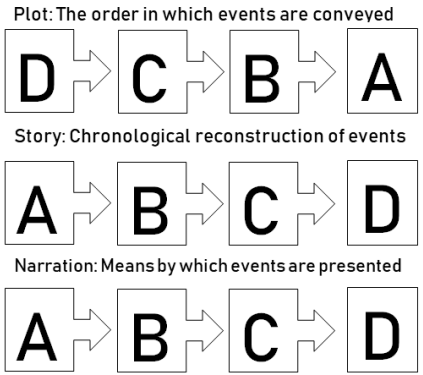 Plot: The order in which events are conveyed
D C B A
Story: Chronological reconstruction of events
A B C D
Narration: Means by which events are presented
A B C D